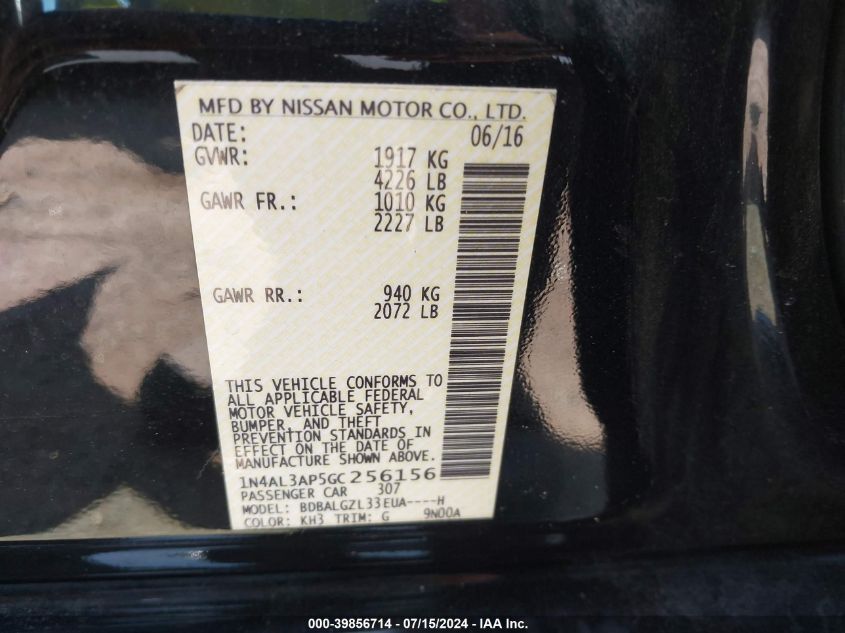 MFD BY NISSAN MOTOR CO., LTD.
DATE: 06/16
GVWR: 1917 KG
4226 LB
GAWR FR.: 1010 KG
2227 LB
GAWR RR.: 940 KG
2072 LB
THIS VEHICLE CONFORMS TO
ALL APPLICABLE FEDERAL
MOTOR VEHICLE SAFETY,
BUMPER, AND THEFT
PREVENTION STANDARDS IN
EFFECT ON THE DATE OF
MANUFACTURE SHOWN ABOVE.
1N4AL3AP5GC256156
PASSENGER CAR 307
MODEL: BDBALGZL33EUA----H
COLOR: KH3 TRIM: G 9N00A
000-39856714 - 07/15/2024 - IAA Inc.